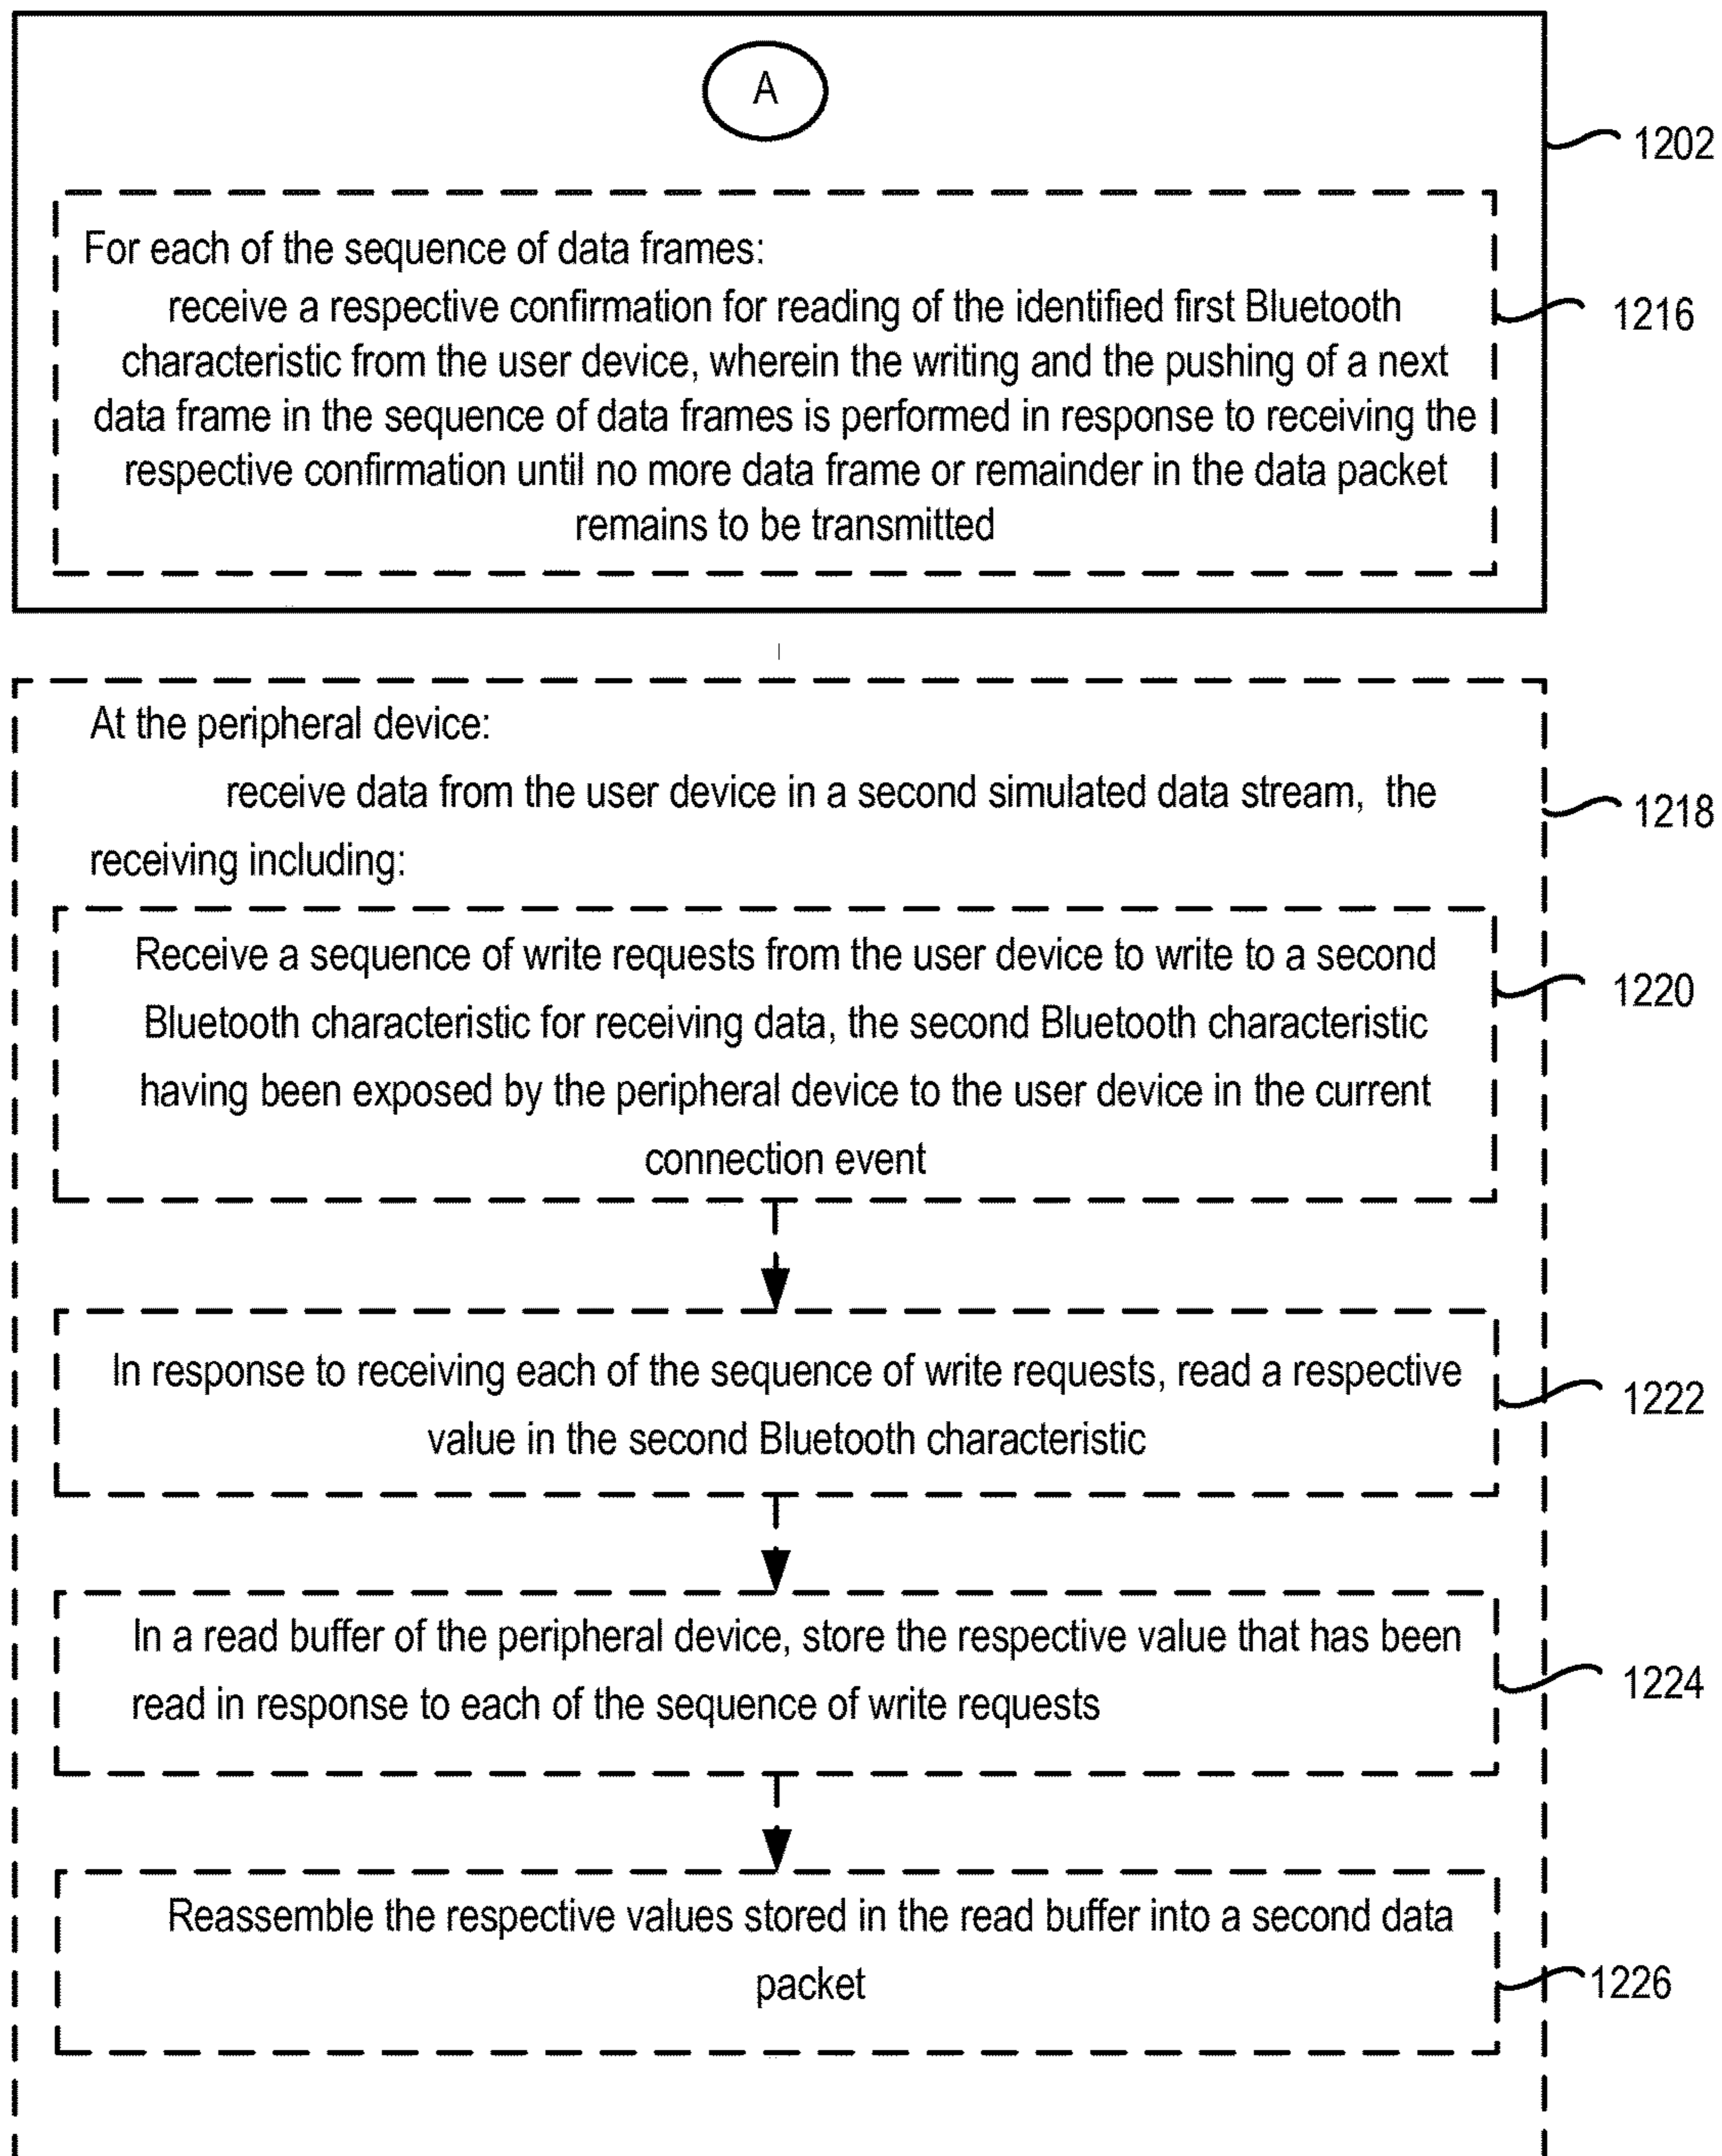 A
1202
For each of the sequence of data frames:
receive a respective confirmation for reading of the identified first Bluetooth
1216
characteristic from the user device, wherein the writing and the pushing of a next
data frame in the sequence of data frames is performed in response to receiving the
respective confirmation until no more data frame or remainder in the data packet
remains to be transmitted
At the peripheral device:
receive data from the user device in a second simulated data stream, the
1218
receiving including:
Receive a sequence of write requests from the user device to write to a second
1220
Bluetooth characteristic for receiving data, the second Bluetooth characteristic
having been exposed by the peripheral device to the user device in the current
connection event
In response to receiving each of the sequence of write requests, read a respective
1222
value in the second Bluetooth characteristic
In a read buffer of the peripheral device, store the respective value that has been
1224
read in response to each of the sequence of write requests
Reassemble the respective values stored in the read buffer into a second data
packet
1226